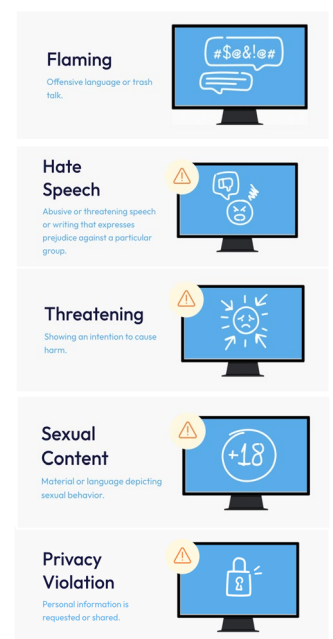 Flaming
Offensive language or trash
talk.
#$@&!@#
Hate
Speech
Abusive or threatening speech
or writing that expresses
prejudice against a particular
group.
Threatening
Showing an intention to cause
harm.
Sexual
Content
Material or language depicting
sexual behavior.
+18
Privacy
Violation
Personal information is
requested or shared.